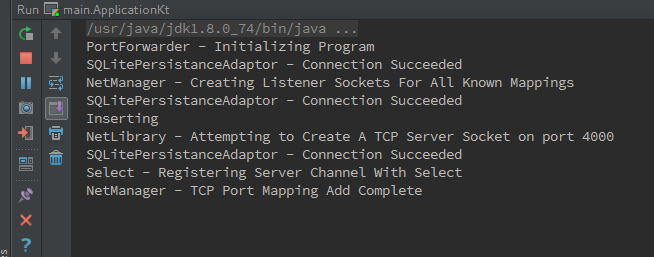 Run main.ApplicationKt
/usr/java/jdk1.8.0_74/bin/java ...
PortForwarder - Initializing Program
SQLitePersistanceAdaptor - Connection Succeeded
NetManager - Creating Listener Sockets For All Known Mappings
SQLitePersistanceAdaptor - Connection Succeeded
Inserting
NetLibrary - Attempting to Create A TCP Server Socket on port 4000
SQLitePersistanceAdaptor - Connection Succeeded
Select - Registering Server Channel With Select
NetManager - TCP Port Mapping Add Complete